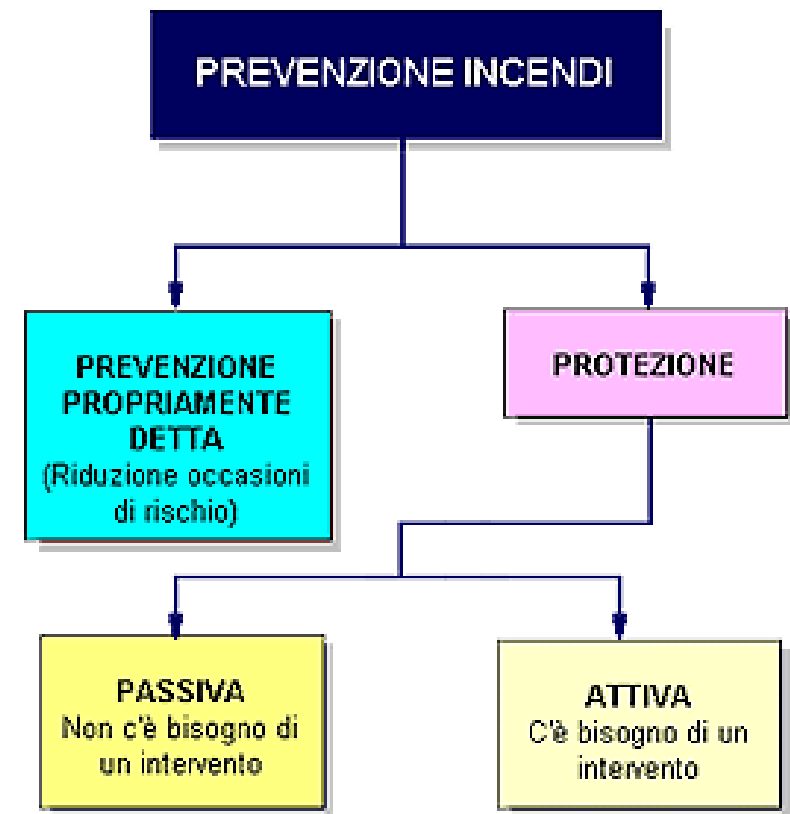 PREVENZIONE INCENDI
PREVENZIONE
PROPRIAMENTE
DETTA
(Riduzione occasioni
di rischio)
PROTEZIONE
PASSIVA
Non c'è bisogno di
un intervento
ATTIVA
C'è bisogno di un
intervento